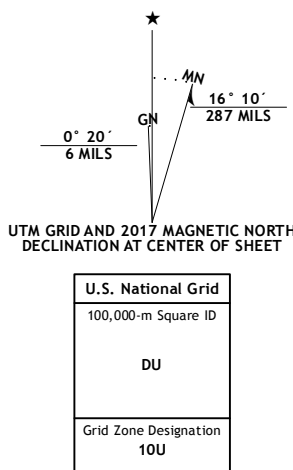 MN
GN
16° 10´
287 MILS
0° 20´
6 MILS
UTM GRID AND 2017 MAGNETIC NORTH
DECLINATION AT CENTER OF SHEET
U.S. National Grid
100,000-m Square ID
DU
Grid Zone Designation
10U